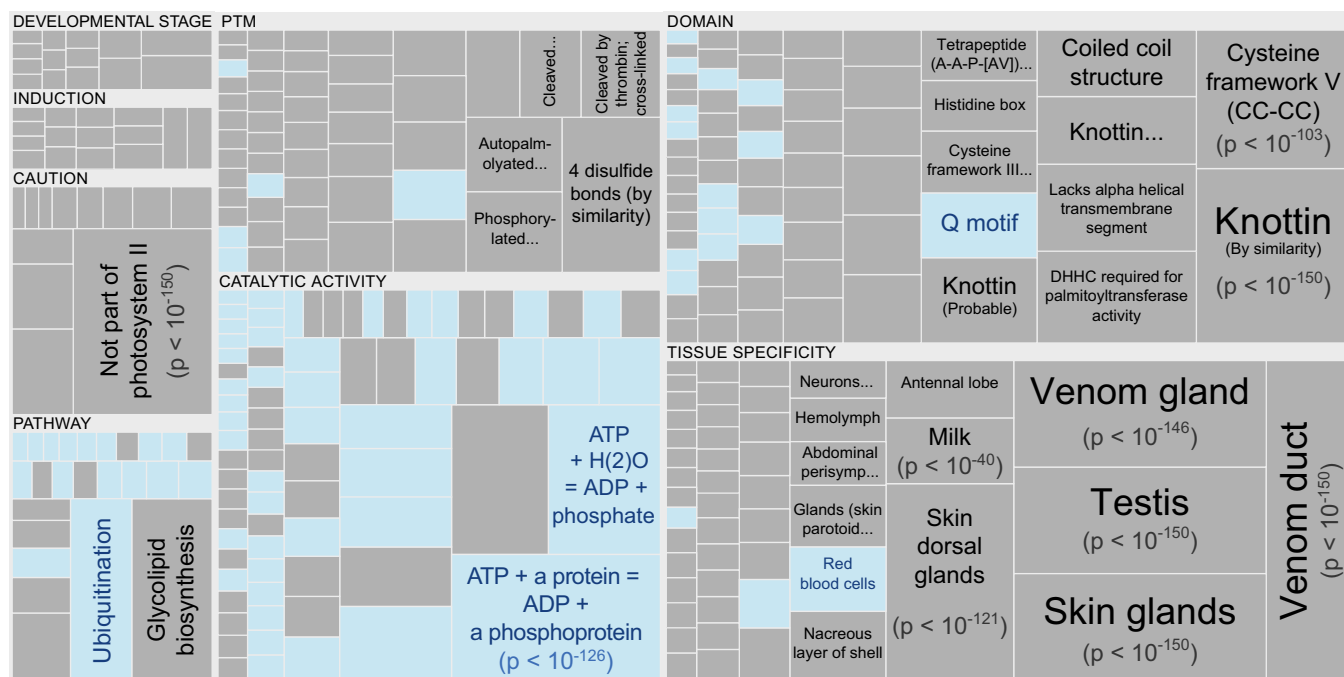 DEVELOPMENTAL STAGE
INDUCTION
CAUTION
Not part of
photosystem II
(p < 10-150)
PATHWAY
Ubiquitination
Glycolipid
biosynthesis
PTM
Cleaved...
Cleaved by
thrombin;
cross-linked
Autopalm-
olyated...
Phosphory-
lated...
4 disulfide
bonds (by
similarity)
CATALYTIC ACTIVITY
ATP
+ H(2)O
= ADP +
phosphate
ATP + a protein =
ADP +
a phosphoprotein
(p < 10-126)
DOMAIN
Tetrapeptide
(A-A-P-[AV])...
Histidine box
Cysteine
framework III...
Q motif
Knottin
(Probable)
Coiled coil
structure
Knottin...
Lacks alpha helical
transmembrane
segment
DHHC required for
palmitoyltransferase
activity
Cysteine
framework V
(CC-CC)
(p < 10-103)
Knottin
(By similarity)
(p < 10-150)
TISSUE SPECIFICITY
Neurons...
Hemolymph
Abdominal
perisymp...
Glands (skin
parotoid...
Red
blood cells
Nacreous
layer of shell
Antennal lobe
Milk
(p < 10-40)
Skin
dorsal
glands
(p < 10-121)
Venom gland
(p < 10-146)
Testis
(p < 10-150)
Skin glands
(p < 10-150)
Venom duct
(p < 10-150)